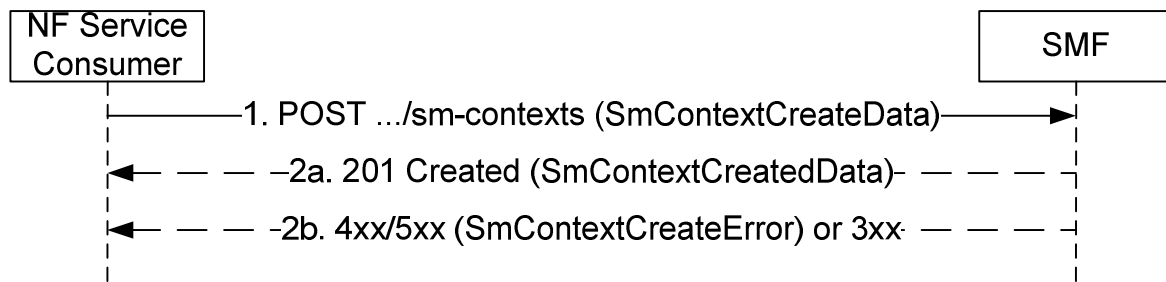 NF Service
Consumer
SMF
1. POST .../sm-contexts (SmContextCreateData)
2a. 201 Created (SmContextCreatedData)
2b. 4xx/5xx (SmContextCreateError) or 3xx